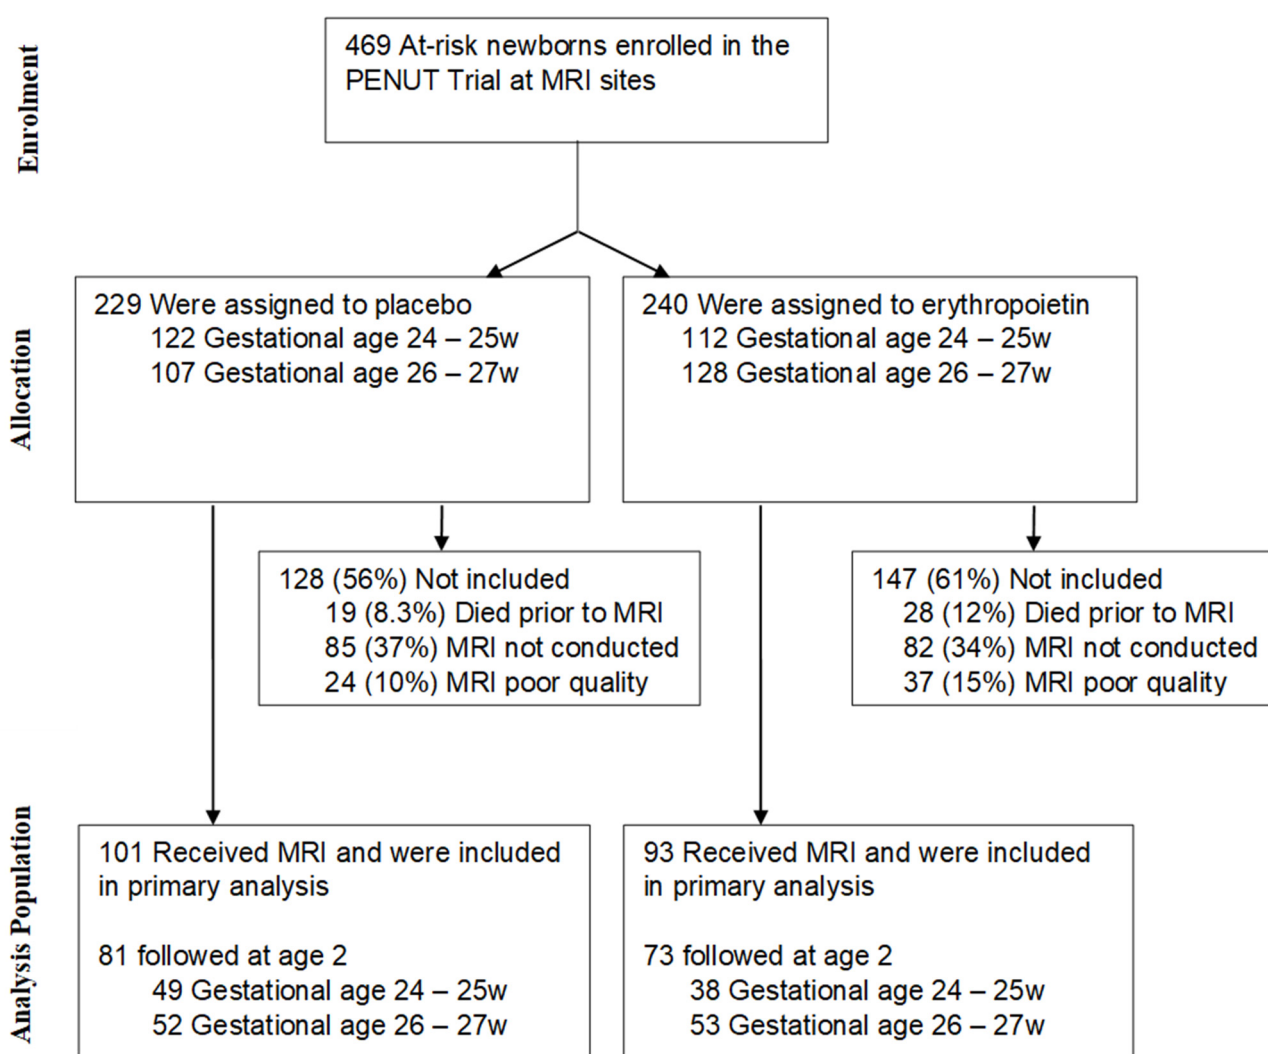 Enrolment
469 At-risk newborns enrolled in the
PENUT Trial at MRI sites
Allocation
229 Were assigned to placebo
122 Gestational age 24 – 25w
107 Gestational age 26 – 27w
240 Were assigned to erythropoietin
112 Gestational age 24 – 25w
128 Gestational age 26 – 27w
128 (56%) Not included
19 (8.3%) Died prior to MRI
85 (37%) MRI not conducted
24 (10%) MRI poor quality
147 (61%) Not included
28 (12%) Died prior to MRI
82 (34%) MRI not conducted
37 (15%) MRI poor quality
Analysis Population
101 Received MRI and were included
in primary analysis
81 followed at age 2
49 Gestational age 24 – 25w
52 Gestational age 26 – 27w
93 Received MRI and were included
in primary analysis
73 followed at age 2
38 Gestational age 24 – 25w
53 Gestational age 26 – 27w